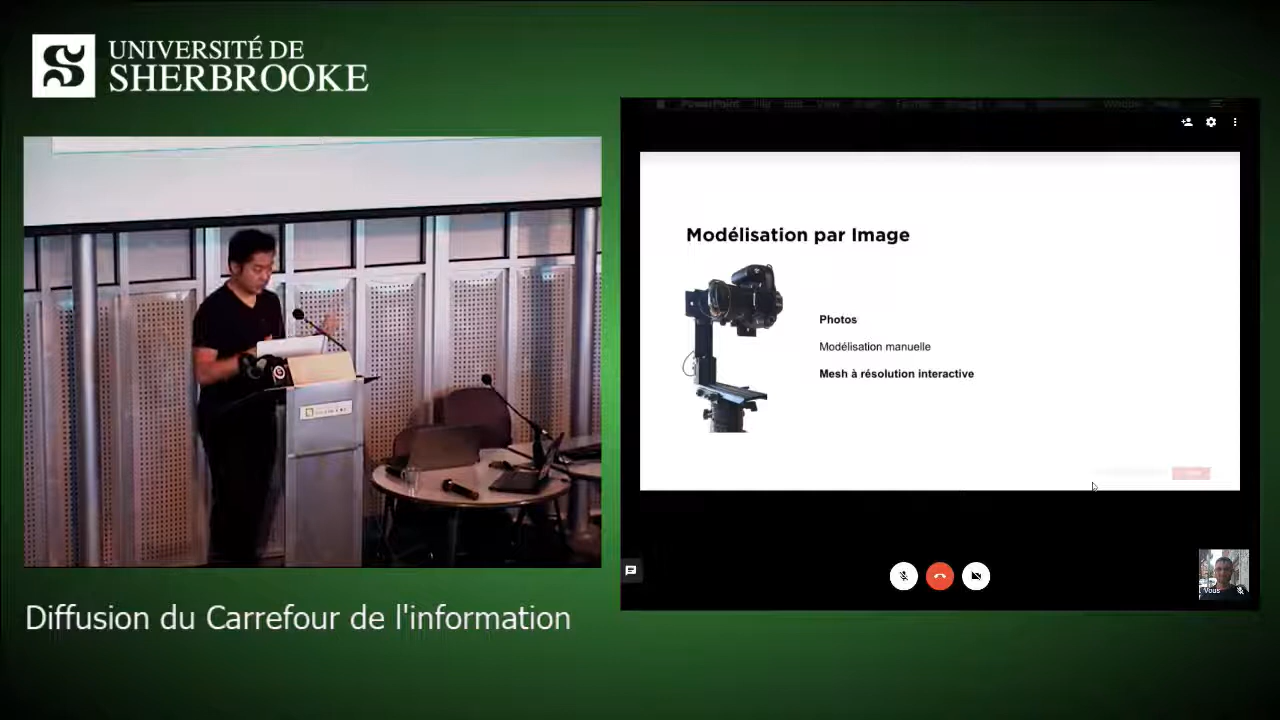 UNIVERSITÉ DE
SHERBROOKE
Modélisation par Image
Photos
Modélisation manuelle
Mesh à résolution interactive
Vous
Diffusion du Carrefour de l'information